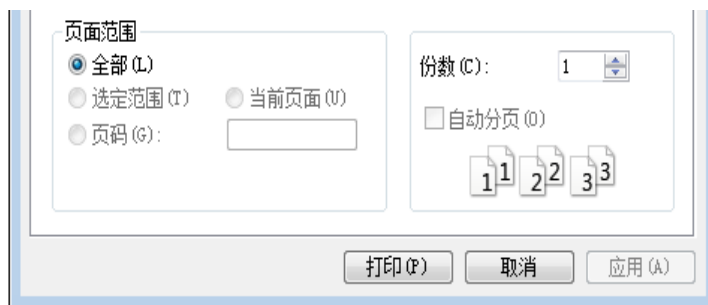 页面范围
全部(L)
选定范围(T) 当前页面(U)
页码(G):
份数(C): 1
自动分页(O)
1 1 2 2 3 3
打印(P) 取消 应用(A)